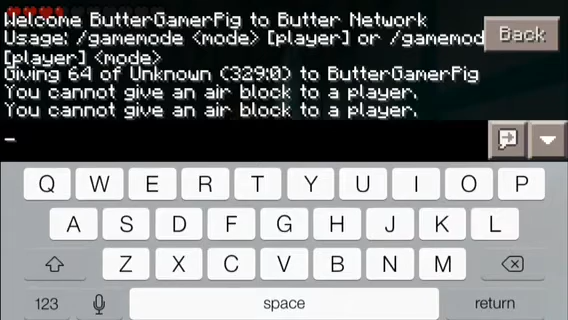 Welcome ButterGamerPig to Butter Network
Usage: /gamemode <mode> [player] or /gamemod
[player] <mode>
Giving 64 of Unknown (329:0) to ButterGamerPig
You cannot give an air block to a player.
You cannot give an air block to a player.
Back
Q W E R T Y U I O P
A S D F G H J K L
Z X C V B N M
123 space return